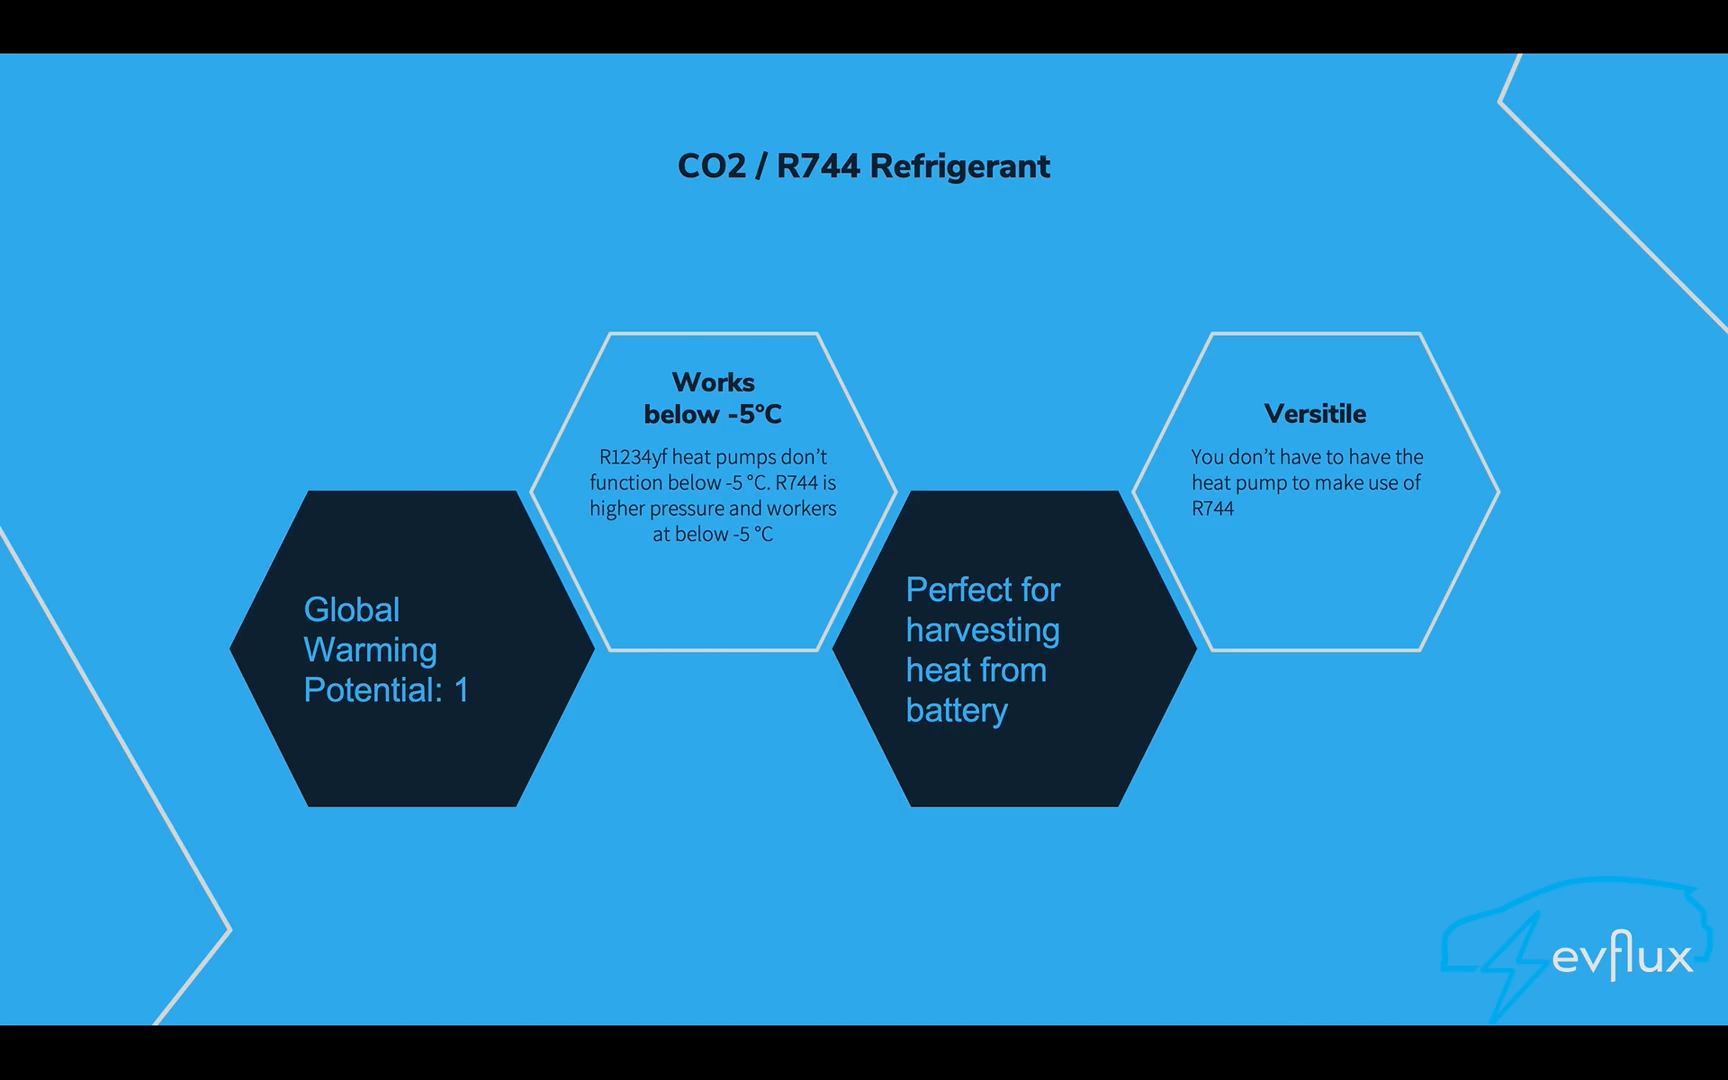 CO2 / R744 Refrigerant
Global
Warming
Potential: 1
Works
below -5°C
R1234yf heat pumps don’t
function below -5 °C. R744 is
higher pressure and workers
at below -5 °C
Perfect for
harvesting
heat from
battery
Versitile
You don’t have to have the
heat pump to make use of
R744
evflux